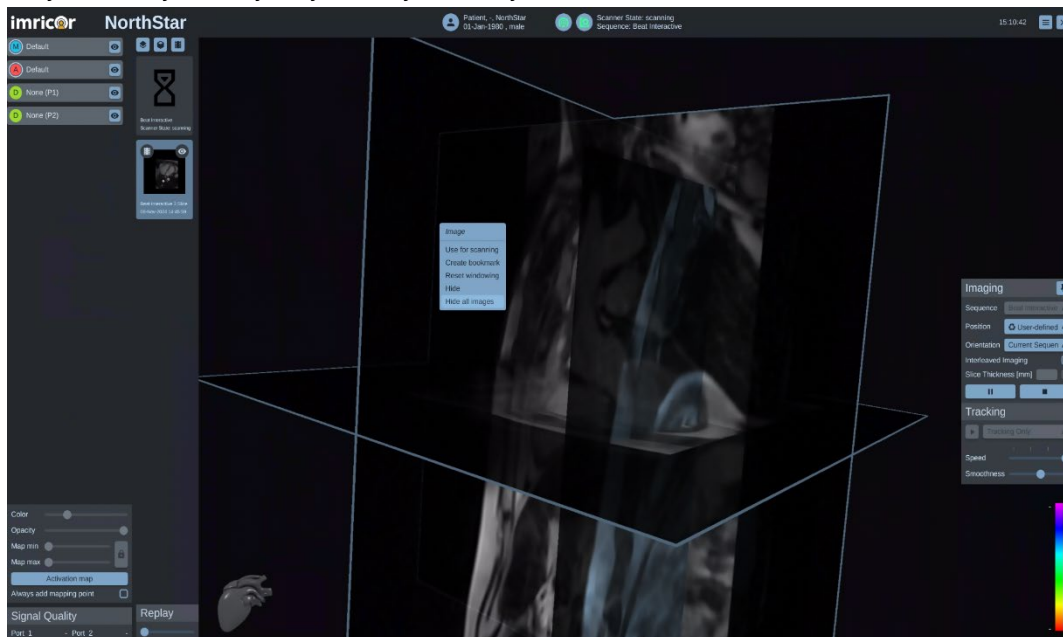 imricor NorthStar
Patient, -, NorthStar
01-Jan-1980 , male
Scanner State: scanning
Sequence: Beat Interactive
15:10:42
M Default
A Default
D None (P1)
D None (P2)
Beat Interactive
Scanner State: scanning
Image
Use for scanning
Create bookmark
Reset windowing
Hide
Hide all images
Imaging
Sequence Beat Interactive
Position User-defined
Orientation Current Sequen
Interleaved Imaging
Slice Thickness [mm]
Tracking
Tracking Only
Speed
Smoothness
Color
Opacity
Map min
Map max
Activation map
Always add mapping point
Signal Quality
Port 1 - Port 2 -
Replay